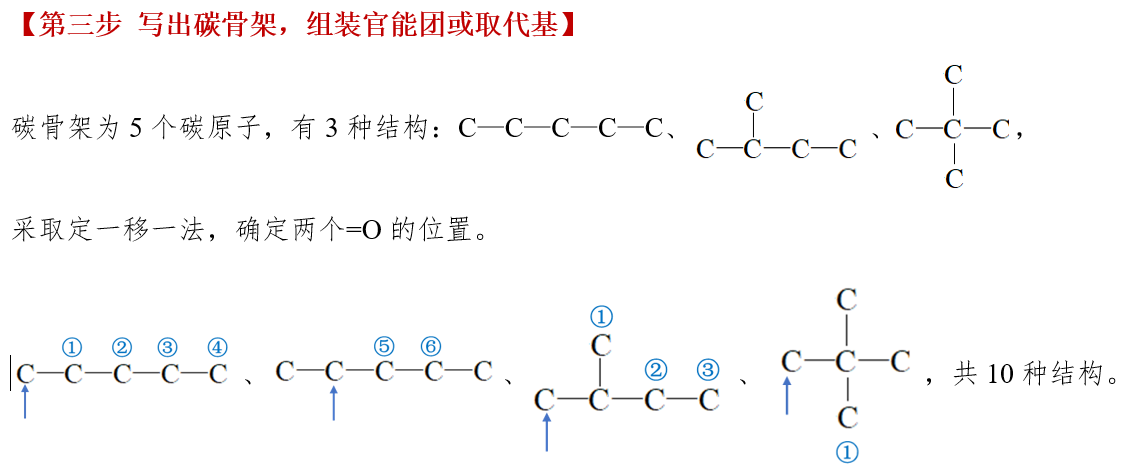 【第三步 写出碳骨架，组装官能团或取代基】
C
C
C
碳骨架为 5 个碳原子，有 3 种结构：C—C—C—C—C、C—C—C—C、C—C—C，
C
采取定一移一法，确定两个=O 的位置。
C
①
① ② ③ ④ ⑤ ⑥ C ② ③
C—C—C—C—C、C—C—C—C—C、C—C—C—C、C—C—C，共 10 种结构。
C
①